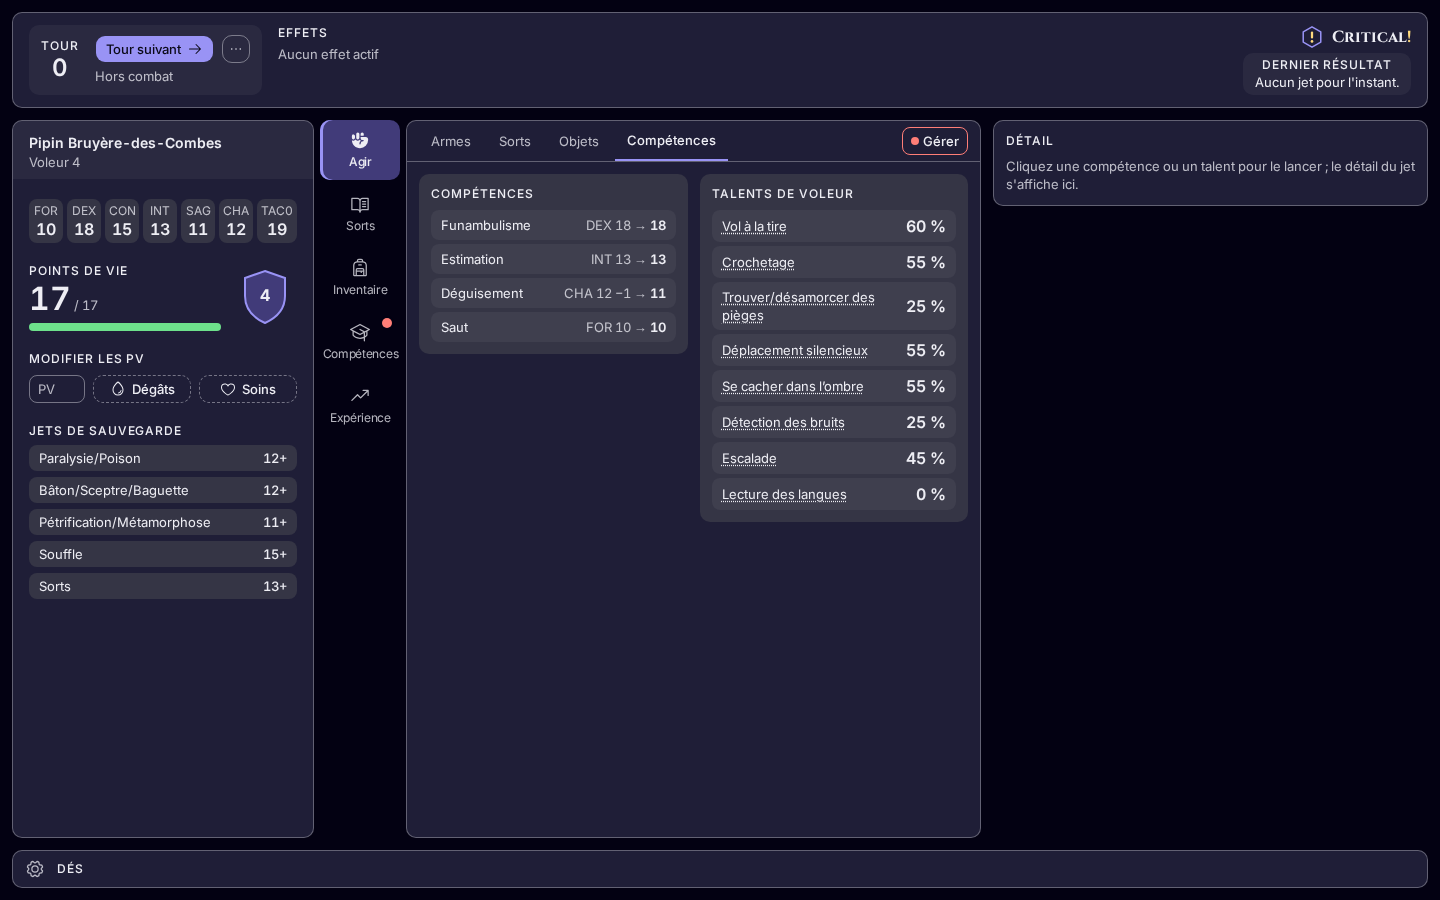 TOUR
0
Tour suivant →
...
Hors combat
EFFETS
Aucun effet actif
CRITICAL!
DERNIER RÉSULTAT
Aucun jet pour l'instant.
Pipin Bruyère-des-Combes
Voleur 4
FOR DEX CON INT SAG CHA TAC0
10 18 15 13 11 12 19
POINTS DE VIE
17 / 17
4
MODIFIER LES PV
PV Dégâts Soins
JETS DE SAUVEGARDE
Paralysie/Poison 12+
Bâton/Sceptre/Baguette 12+
Pétrification/Métamorphose 11+
Souffle 15+
Sorts 13+
Agir
Sorts
Inventaire
Compétences
Expérience
Armes Sorts Objets Compétences Gérer
COMPÉTENCES
Funambulisme DEX 18 → 18
Estimation INT 13 → 13
Déguisement CHA 12 −1 → 11
Saut FOR 10 → 10
TALENTS DE VOLEUR
Vol à la tire 60 %
Crochetage 55 %
Trouver/désamorcer des
pièges 25 %
Déplacement silencieux 55 %
Se cacher dans l’ombre 55 %
Détection des bruits 25 %
Escalade 45 %
Lecture des langues 0 %
DÉTAIL
Cliquez une compétence ou un talent pour le lancer ; le détail du jet
s'affiche ici.
DÉS